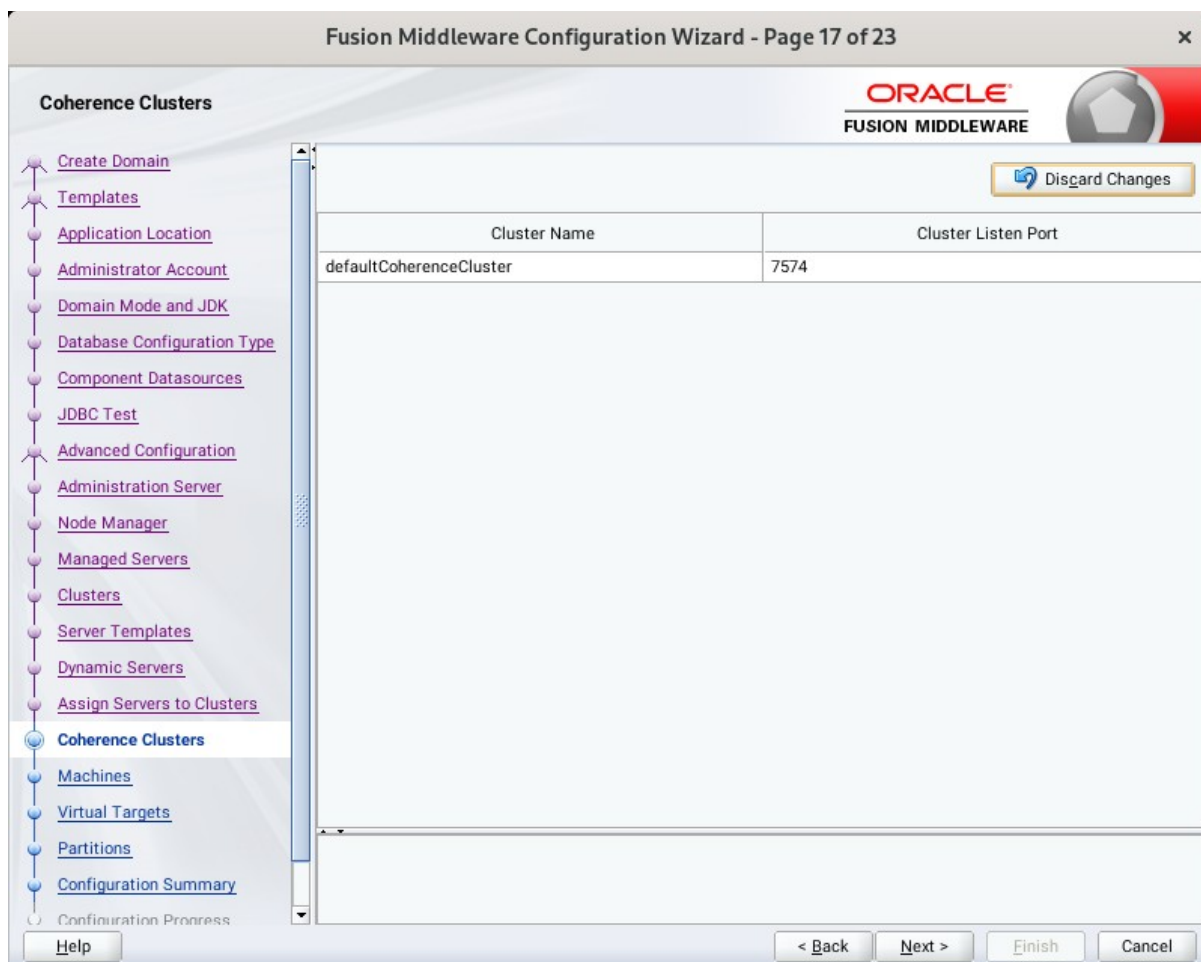 Fusion Middleware Configuration Wizard - Page 17 of 23
×
Coherence Clusters
ORACLE
FUSION MIDDLEWARE
Create Domain
Templates
Application Location
Administrator Account
Domain Mode and JDK
Database Configuration Type
Component Datasources
JDBC Test
Advanced Configuration
Administration Server
Node Manager
Managed Servers
Clusters
Server Templates
Dynamic Servers
Assign Servers to Clusters
Coherence Clusters
Machines
Virtual Targets
Partitions
Configuration Summary
Configuration Progress
Discard Changes
Cluster Name Cluster Listen Port
defaultCoherenceCluster 7574
Help < Back Next > Finish Cancel